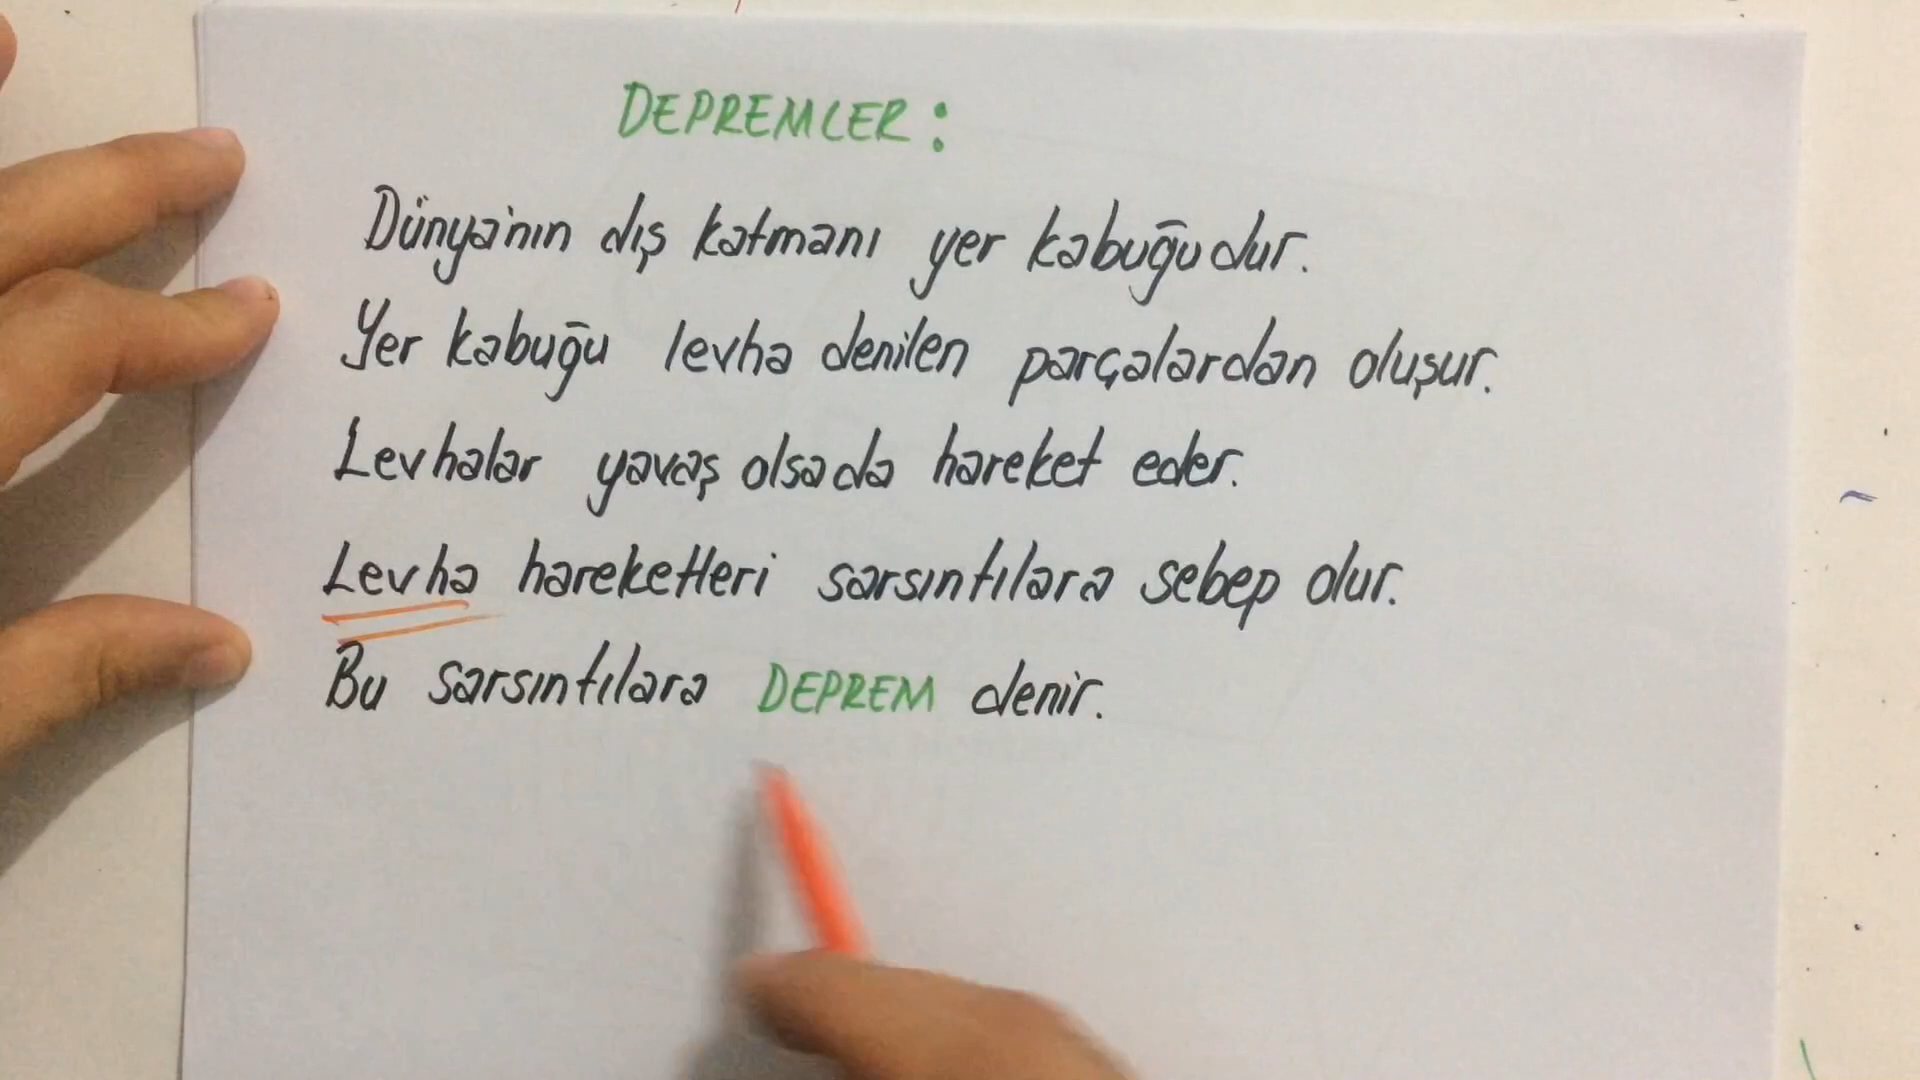 DEPREMLER:
Dünya'nın dış katmanı yer kabuğudur.
Yer kabuğu levha denilen parçalardan oluşur.
Levhalar yavaş olsada hareket eder.
Levha hareketleri sarsıntılara sebep olur.
Bu sarsıntılara DEPREM denir.